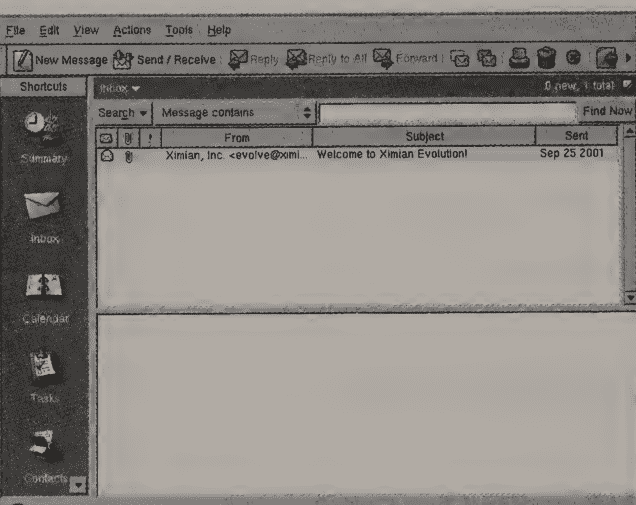 File Edit View Actions Tools Help
New Message Send / Receive Reply Reply to All Forward
Shortcuts
Inbox
0 new, 1 total
Search Message contains Find Now
From Subject Sent
Ximian, Inc. <evolve@ximi... Welcome to Ximian Evolution! Sep 25 2001
Summary
Inbox
Calendar
Tasks
Contacts